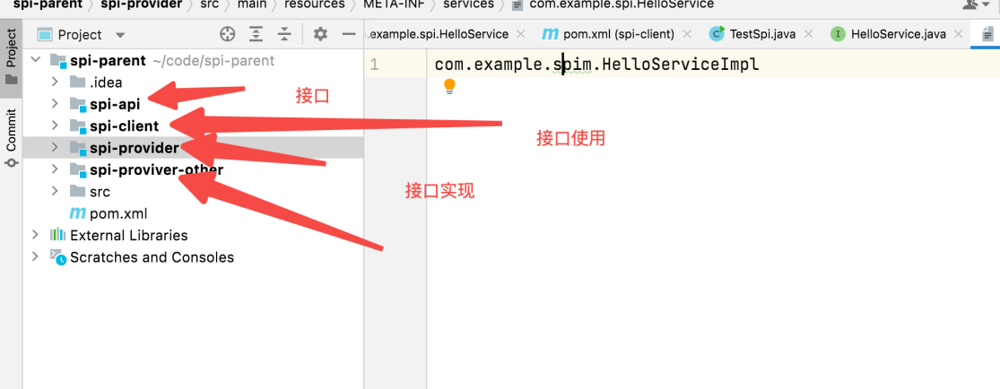 spi-parent 〉 spi-provider 〉 src 〉 main 〉 resources 〉 META-INF 〉 services 〉 com.example.spi.HelloService
Project
Commit
Project
.example.spi.HelloService × pom.xml (spi-client) × TestSpi.java × HelloService.java ×
spi-parent ~/code/spi-parent
.idea
spi-api
接口
spi-client
接口使用
spi-provider
spi-proviver-other
接口实现
src
pom.xml
External Libraries
Scratches and Consoles
1 com.example.spim.HelloServiceImpl